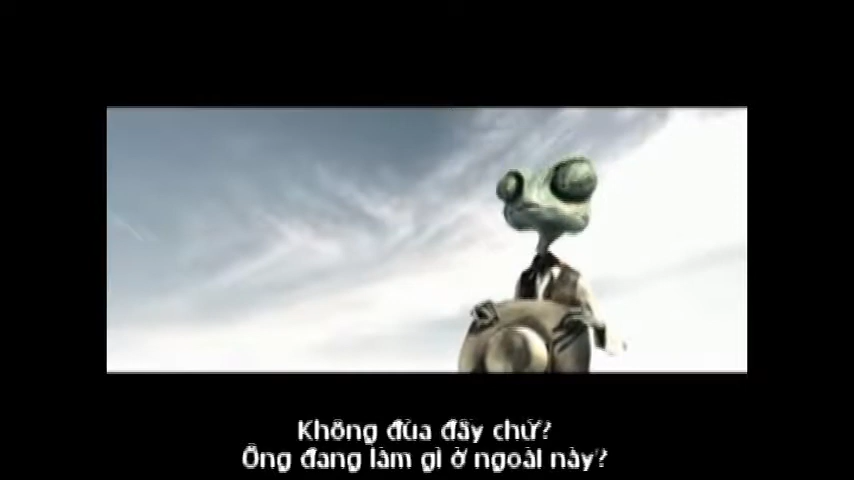 Không đùa đấy chứ?
Ông đang làm gì ở ngoài này?